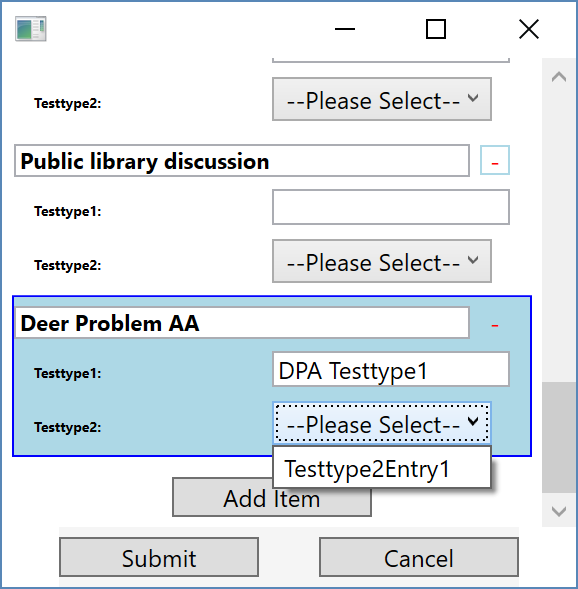 Testtype2: --Please Select--
Public library discussion -
Testtype1:
Testtype2: --Please Select--
Deer Problem AA -
Testtype1: DPA Testtype1
Testtype2: --Please Select--
Testtype2Entry1
Add Item
Submit Cancel